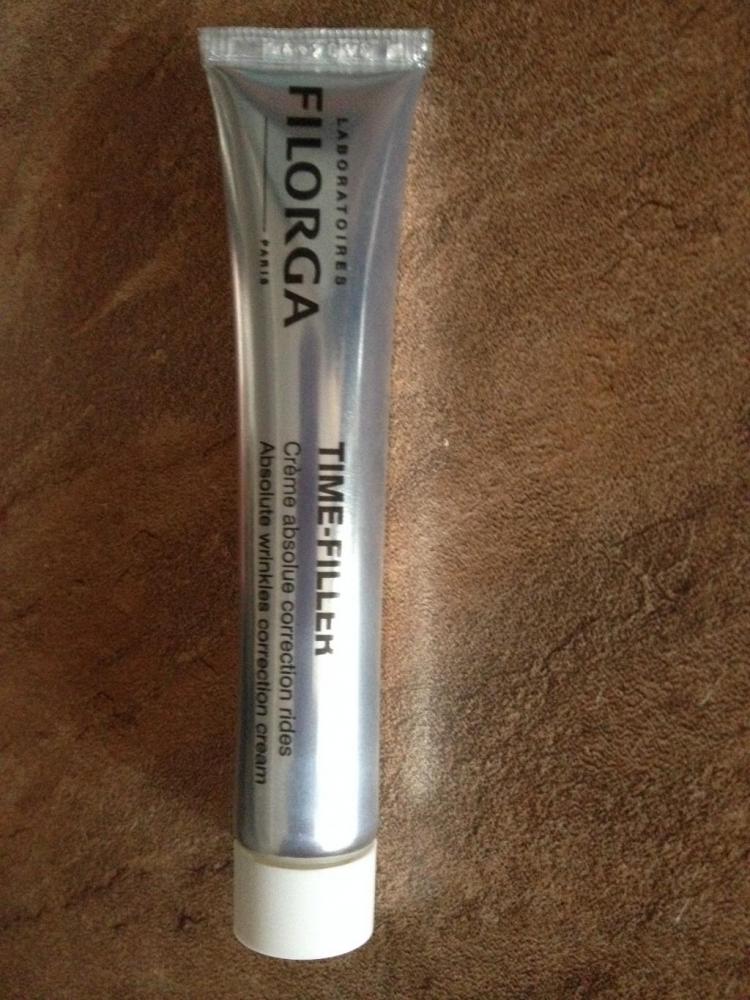 LABORATOIRES
FILORGA
PARIS
TIME-FILLER
Crème absolue correction rides
Absolute wrinkles correction cream